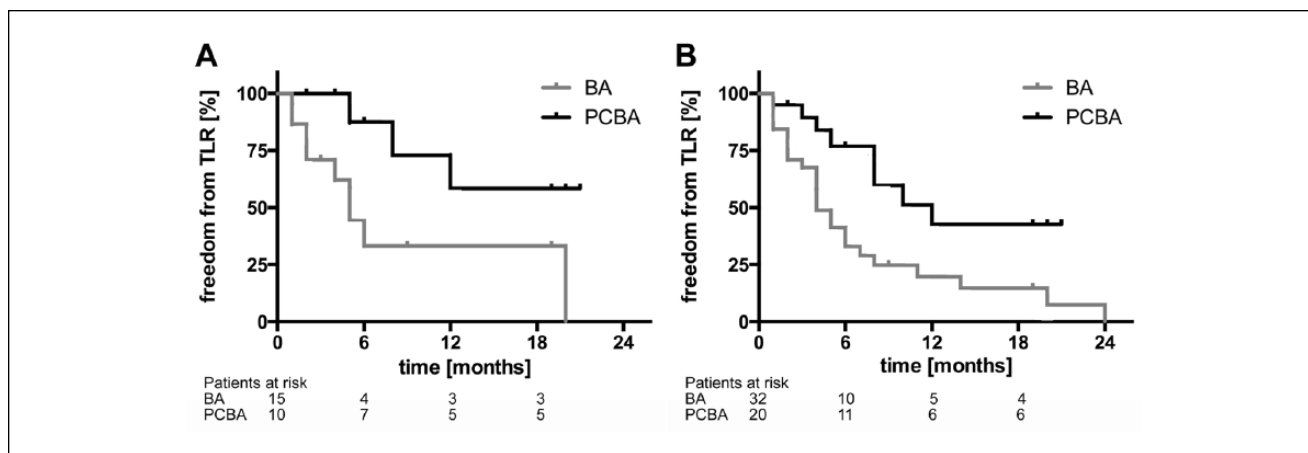 A
freedom from TLR [%]
100
75
50
25
0
BA
PCBA
0 6 12 18 24
time [months]
Patients at risk
BA 15 4 3 3
PCBA 10 7 5 5
B
freedom from TLR [%]
100
75
50
25
0
BA
PCBA
0 6 12 18 24
time [months]
Patients at risk
BA 32 10 5 4
PCBA 20 11 6 6